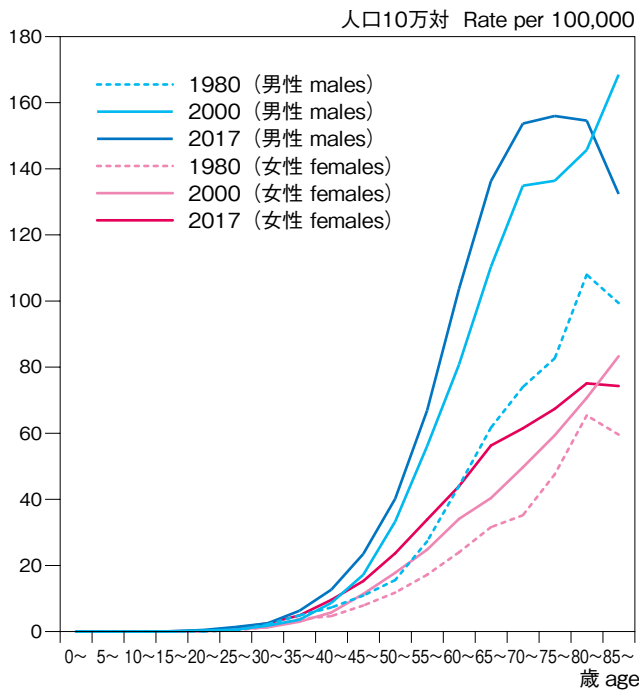 人口10万対 Rate per 100,000
180
160
140
120
100
80
60
40
20
0
1980（男性 males）
2000（男性 males）
2017（男性 males）
1980（女性 females）
2000（女性 females）
2017（女性 females）
0～ 5～ 10～15～20～25～30～35～40～45～50～55～60～65～70～75～80～85～
歳 age